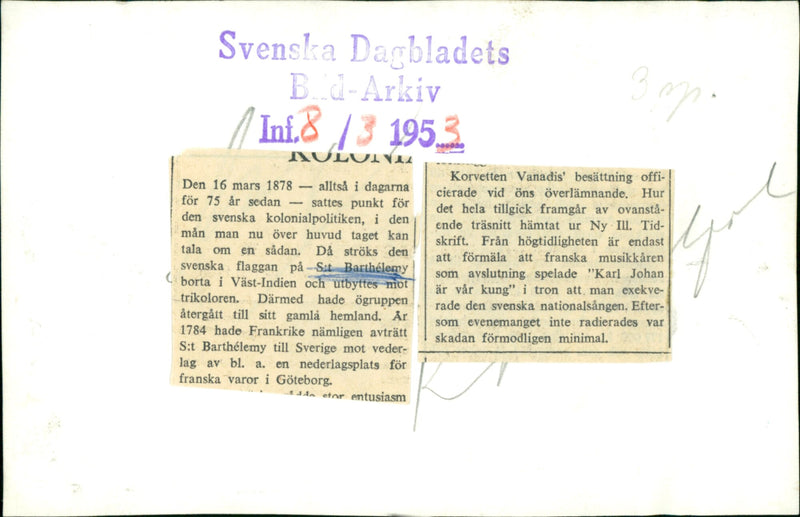 Svenska Dagbladets
Bild-Arkiv
Inf. 8 / 3 1953
3 sp.
Den 16 mars 1878 — alltså i dagarna
för 75 år sedan — sattes punkt för
den svenska kolonialpolitiken, i den
mån man nu över huvud taget kan
tala om en sådan. Då ströks den
svenska flaggan på S:t Barthélemy
borta i Väst-Indien och utbyttes mot
trikoloren. Därmed hade ögruppen
återgått till sitt gamla hemland. År
1784 hade Frankrike nämligen avträtt
S:t Barthélemy till Sverige mot veder-
lag av bl. a. en nederlagsplats för
franska varor i Göteborg.
stor entusiasm
Korvetten Vanadis' besättning offi-
cierade vid öns överlämnande. Hur
det hela tillgick framgår av ovanstå-
ende träsnitt hämtat ur Ny Ill. Tid-
skrift. Från högtidligheten är endast
att förmäla att franska musikkåren
som avslutning spelade "Karl Johan
är vår kung" i tron att man exekve-
rade den svenska nationalsången. Efter-
som evenemanget inte radierades var
skadan förmodligen minimal.